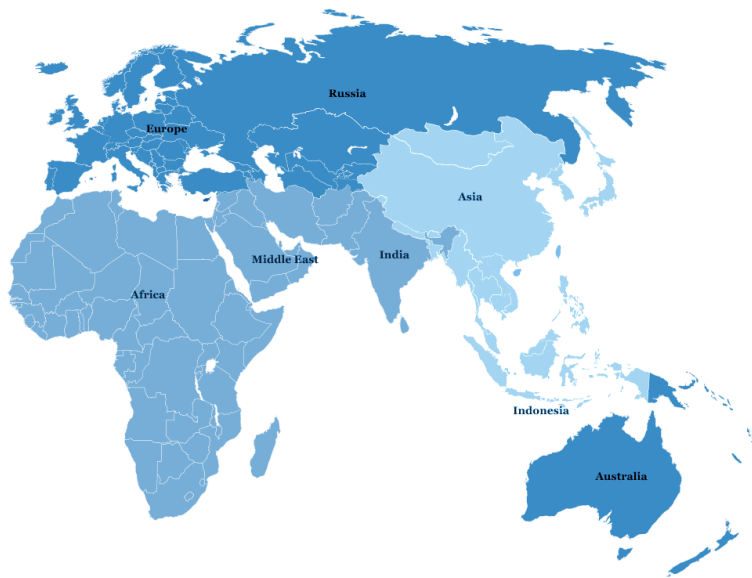 Russia
Europe
Asia
India
Middle East
Africa
Indonesia
Australia